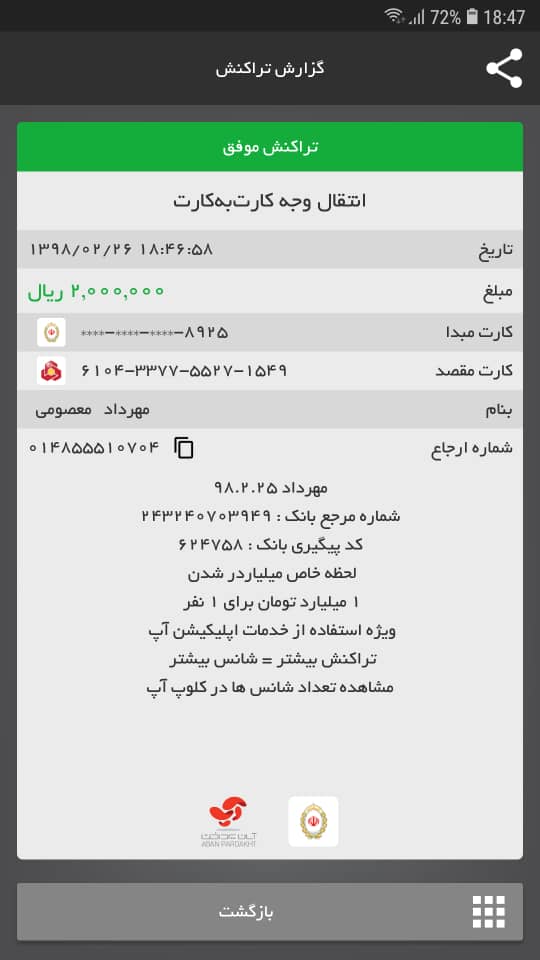 72% 18:47
گزارش تراکنش
تراکنش موفق
انتقال وجه کارت‌به‌کارت
تاریخ ۱۳۹۸/۰۲/۲۶ ۱۸:۴۶:۵۸
مبلغ ۲,۰۰۰,۰۰۰ ریال
کارت مبدا ****-****-****-۸۹۲۵
کارت مقصد ۶۱۰۴-۳۳۷۷-۵۵۲۷-۱۵۴۹
بنام مهرداد معصومی
شماره ارجاع ۰۱۴۸۵۵۵۱۰۷۰۴
مهرداد ۹۸.۲.۲۵
شماره مرجع بانک : ۲۴۳۲۴۰۷۰۳۹۴۹
کد پیگیری بانک : ۶۲۴۷۵۸
لحظه خاص میلیاردر شدن
۱ میلیارد تومان برای ۱ نفر
ویژه استفاده از خدمات اپلیکیشن آپ
تراکنش بیشتر = شانس بیشتر
مشاهده تعداد شانس ها در کلوپ آپ
آسان پرداخت
ASAN PARDAKHT
بازگشت